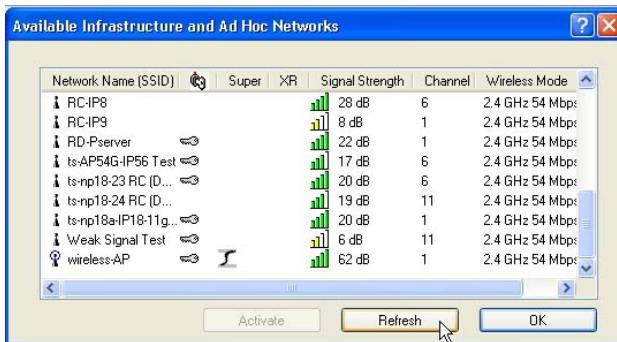 Available Infrastructure and Ad Hoc Networks
Network Name (SSID) Super XR Signal Strength Channel Wireless Mode
RC-IP8 28 dB 6 2.4 GHz 54 Mbps
RC-IP9 8 dB 1 2.4 GHz 54 Mbps
RD-Pserver 22 dB 1 2.4 GHz 54 Mbps
ts-AP54G-IP56 Test 17 dB 6 2.4 GHz 54 Mbps
ts-np18-23 RC (D... 20 dB 6 2.4 GHz 54 Mbps
ts-np18-24 RC (D... 19 dB 11 2.4 GHz 54 Mbps
ts-np18a-IP18-11g... 20 dB 1 2.4 GHz 54 Mbps
Weak Signal Test 6 dB 11 2.4 GHz 54 Mbps
wireless-AP 62 dB 1 2.4 GHz 54 Mbps
Activate Refresh OK